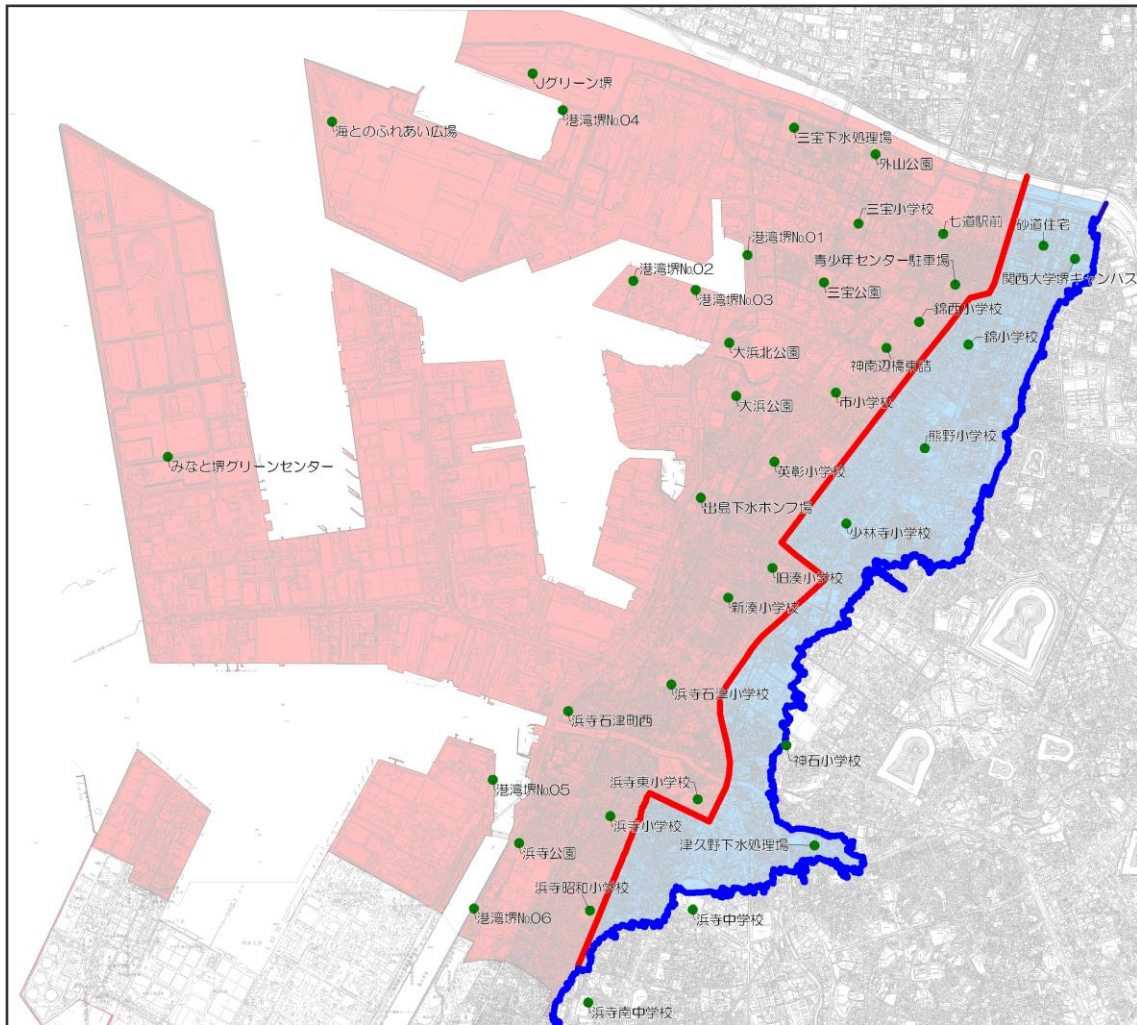 Jグリーン堺
港湾堺No.04
海とのふれあい広場
三宝下水処理場
外山公園
三宝小学校
七道駅前
砂道住宅
港湾堺No.01
青少年センター駐車場
関西大学堺キャンパス
港湾堺No.02
港湾堺No.03
三宝公園
錦西小学校
大浜北公園
神南辺橋東詰
錦小学校
大浜公園
市小学校
熊野小学校
みなと堺グリーンセンター
英彰小学校
出島下水ポンプ場
少林寺小学校
旧湊小学校
新湊小学校
浜寺石津小学校
浜寺石津町西
神石小学校
港湾堺No.05
浜寺東小学校
浜寺小学校
浜寺公園
津久野下水処理場
浜寺昭和小学校
港湾堺No.06
浜寺中学校
浜寺南中学校